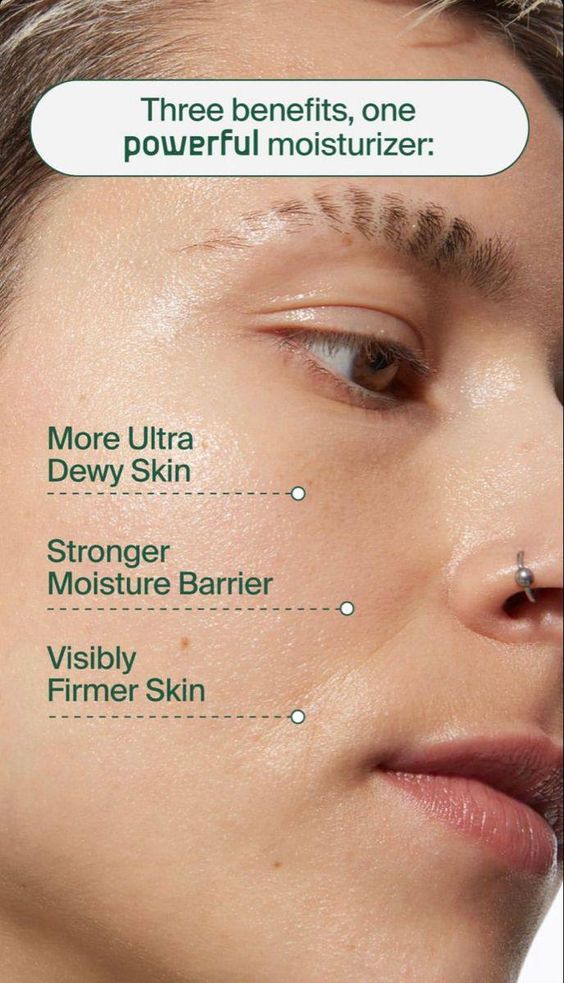 Three benefits, one
powerful moisturizer:
More Ultra
Dewy Skin
Stronger
Moisture Barrier
Visibly
Firmer Skin